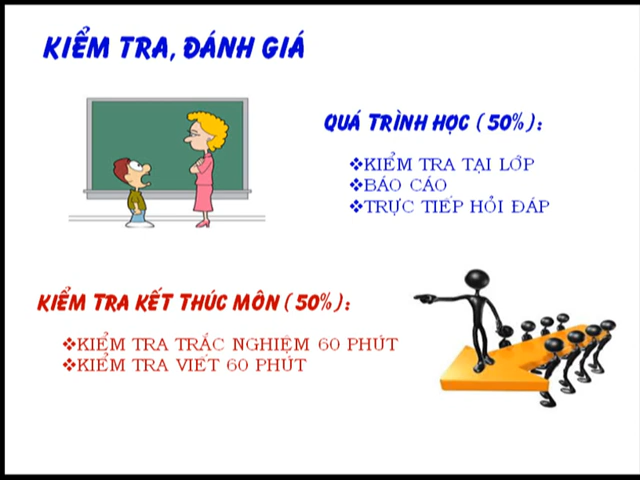 KIỂM TRA, ĐÁNH GIÁ
QUÁ TRÌNH HỌC (50%):
❖KIỂM TRA TẠI LỚP
❖BÁO CÁO
❖TRỰC TIẾP HỎI ĐÁP
KIỂM TRA KẾT THÚC MÔN (50%):
❖KIỂM TRA TRẮC NGHIỆM 60 PHÚT
❖KIỂM TRA VIẾT 60 PHÚT